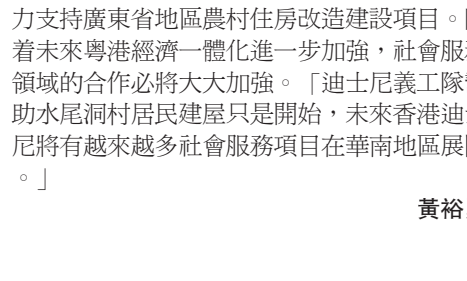 力支持廣東省地區農村住房改造建設項目。
着未來粵港經濟一體化進一步加強，社會服
領域的合作必將大大加強。「迪士尼義工隊
助水尾洞村居民建屋只是開始，未來香港迪
尼將有越來越多社會服務項目在華南地區展
。」
黃裕